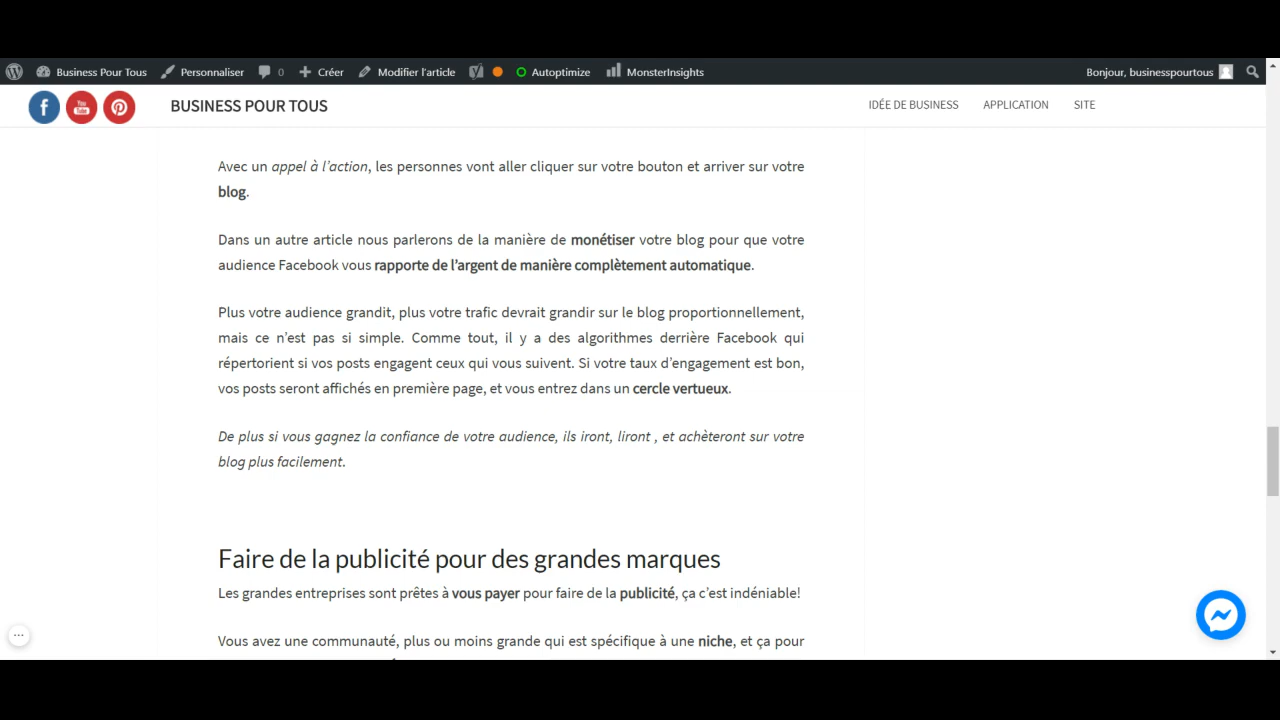 Business Pour Tous Personnaliser 0 Créer Modifier l'article Autoptimize MonsterInsights Bonjour, businesspourtous
BUSINESS POUR TOUS IDÉE DE BUSINESS APPLICATION SITE
Avec un appel à l'action, les personnes vont aller cliquer sur votre bouton et arriver sur votre
blog.
Dans un autre article nous parlerons de la manière de monétiser votre blog pour que votre
audience Facebook vous rapporte de l'argent de manière complètement automatique.
Plus votre audience grandit, plus votre trafic devrait grandir sur le blog proportionnellement,
mais ce n'est pas si simple. Comme tout, il y a des algorithmes derrière Facebook qui
répertorient si vos posts engagent ceux qui vous suivent. Si votre taux d'engagement est bon,
vos posts seront affichés en première page, et vous entrez dans un cercle vertueux.
De plus si vous gagnez la confiance de votre audience, ils iront, liront , et achèteront sur votre
blog plus facilement.
Faire de la publicité pour des grandes marques
Les grandes entreprises sont prêtes à vous payer pour faire de la publicité, ça c'est indéniable!
Vous avez une communauté, plus ou moins grande qui est spécifique à une niche, et ça pour